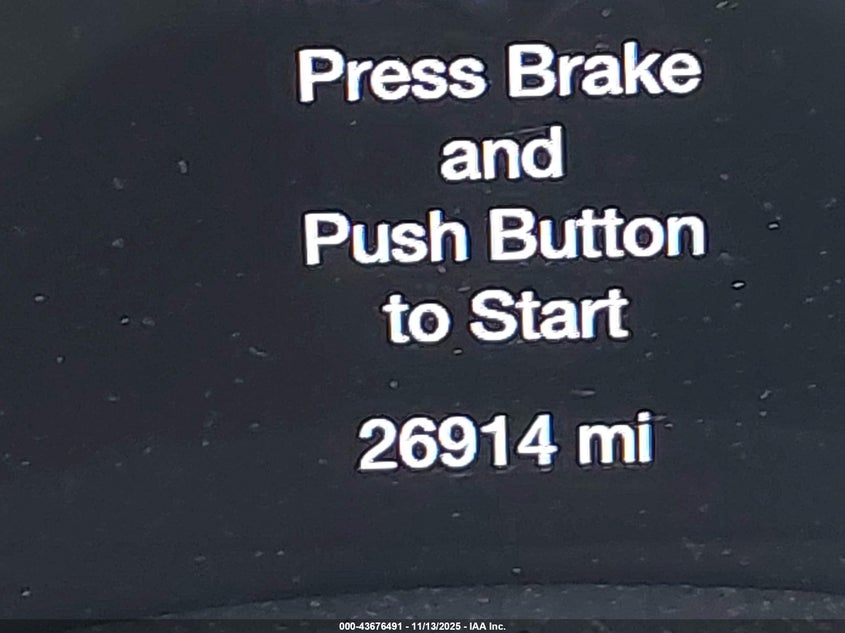 Press Brake
and
Push Button
to Start
26914 mi
000-43676491 - 11/13/2025 - IAA Inc.